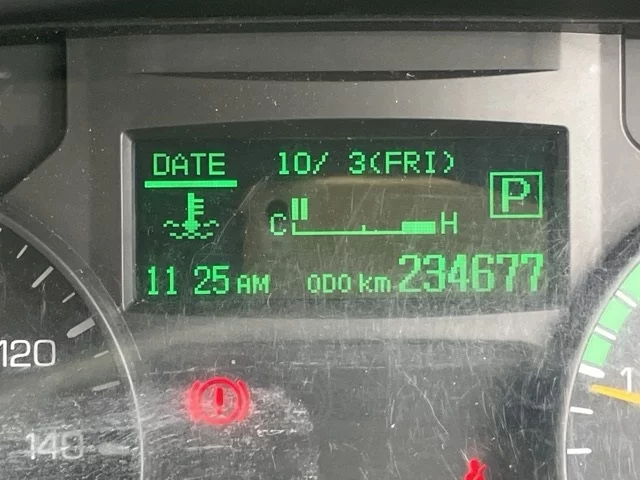 DATE 10/ 3(FRI)
P
C H
11 25 AM ODO km 234677
120
140